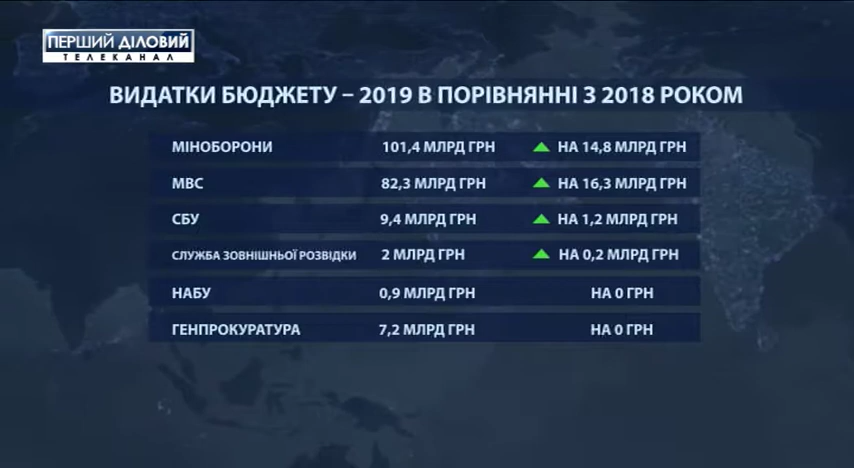 ПЕРШИЙ ДІЛОВИЙ
ТЕЛЕКАНАЛ
ВИДАТКИ БЮДЖЕТУ – 2019 В ПОРІВНЯННІ З 2018 РОКОМ
МІНОБОРОНИ 101,4 МЛРД ГРН НА 14,8 МЛРД ГРН
МВС 82,3 МЛРД ГРН НА 16,3 МЛРД ГРН
СБУ 9,4 МЛРД ГРН НА 1,2 МЛРД ГРН
СЛУЖБА ЗОВНІШНЬОЇ РОЗВІДКИ 2 МЛРД ГРН НА 0,2 МЛРД ГРН
НАБУ 0,9 МЛРД ГРН НА 0 ГРН
ГЕНПРОКУРАТУРА 7,2 МЛРД ГРН НА 0 ГРН